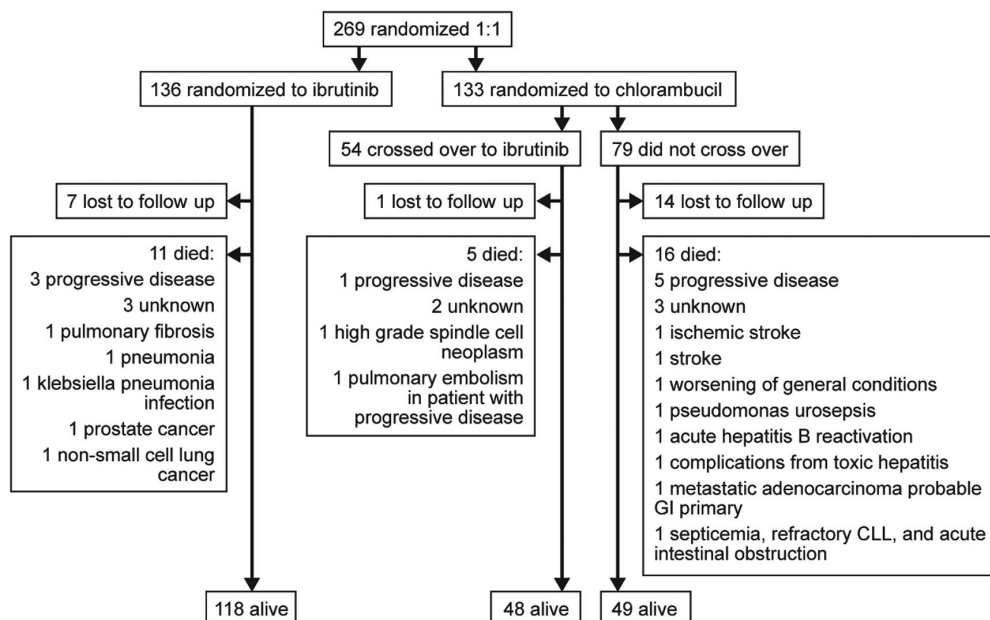 269 randomized 1:1
136 randomized to ibrutinib
133 randomized to chlorambucil
54 crossed over to ibrutinib
79 did not cross over
7 lost to follow up
1 lost to follow up
14 lost to follow up
11 died:
3 progressive disease
3 unknown
1 pulmonary fibrosis
1 pneumonia
1 klebsiella pneumonia
infection
1 prostate cancer
1 non-small cell lung
cancer
5 died:
1 progressive disease
2 unknown
1 high grade spindle cell
neoplasm
1 pulmonary embolism
in patient with
progressive disease
16 died:
5 progressive disease
3 unknown
1 ischemic stroke
1 stroke
1 worsening of general conditions
1 pseudomonas urosepsis
1 acute hepatitis B reactivation
1 complications from toxic hepatitis
1 metastatic adenocarcinoma probable
GI primary
1 septicemia, refractory CLL, and acute
intestinal obstruction
118 alive
48 alive
49 alive